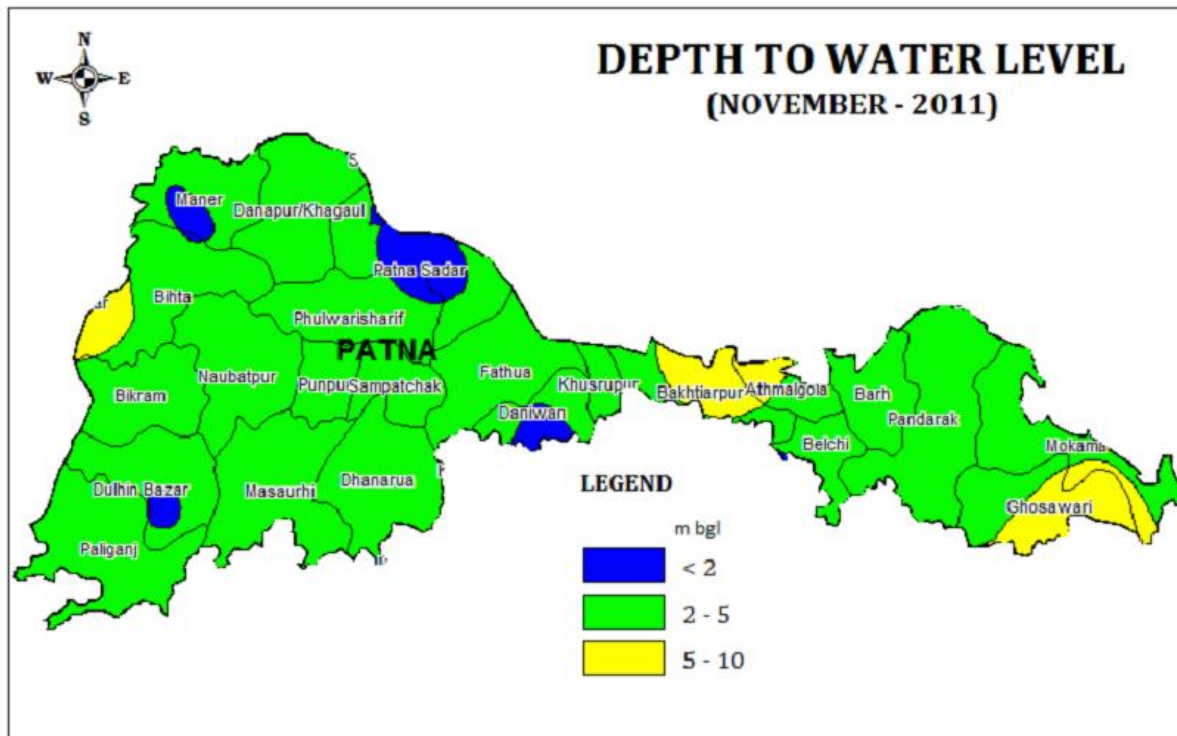 N
W E
S
DEPTH TO WATER LEVEL
(NOVEMBER - 2011)
Maner
Danapur/Khagaul
Patna Sadar
Bihta
Phulwarisharif
PATNA
Naubatpur
Punpu
Sampatchak
Fathua
Khusrupur
Bakhtiarpur
Athmalgola
Barh
Bikram
Daniwan
Pandarak
Belchi
Mokama
Dulhin Bazar
Masaurhi
Dhanarua
Ghosawari
Paliganj
LEGEND
m bgl
< 2
2 - 5
5 - 10